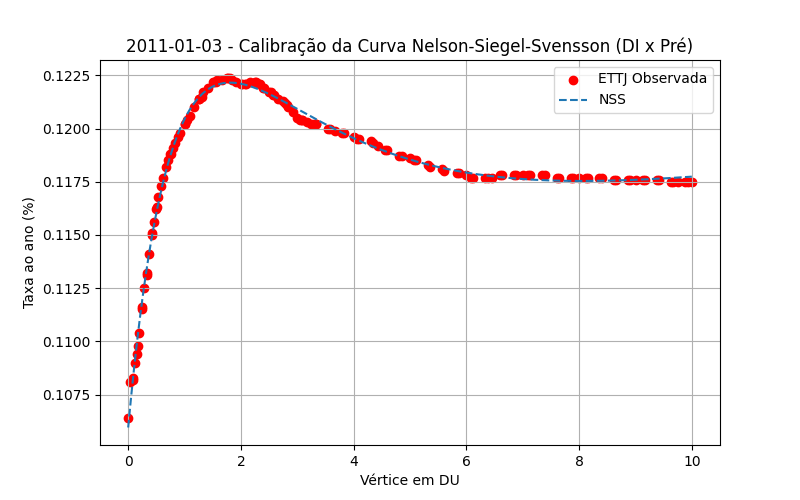 2011-01-03 - Calibração da Curva Nelson-Siegel-Svensson (DI x Pré)
ETTJ Observada
NSS
Taxa ao ano (%)
0.1225
0.1200
0.1175
0.1150
0.1125
0.1100
0.1075
0 2 4 6 8 10
Vértice em DU